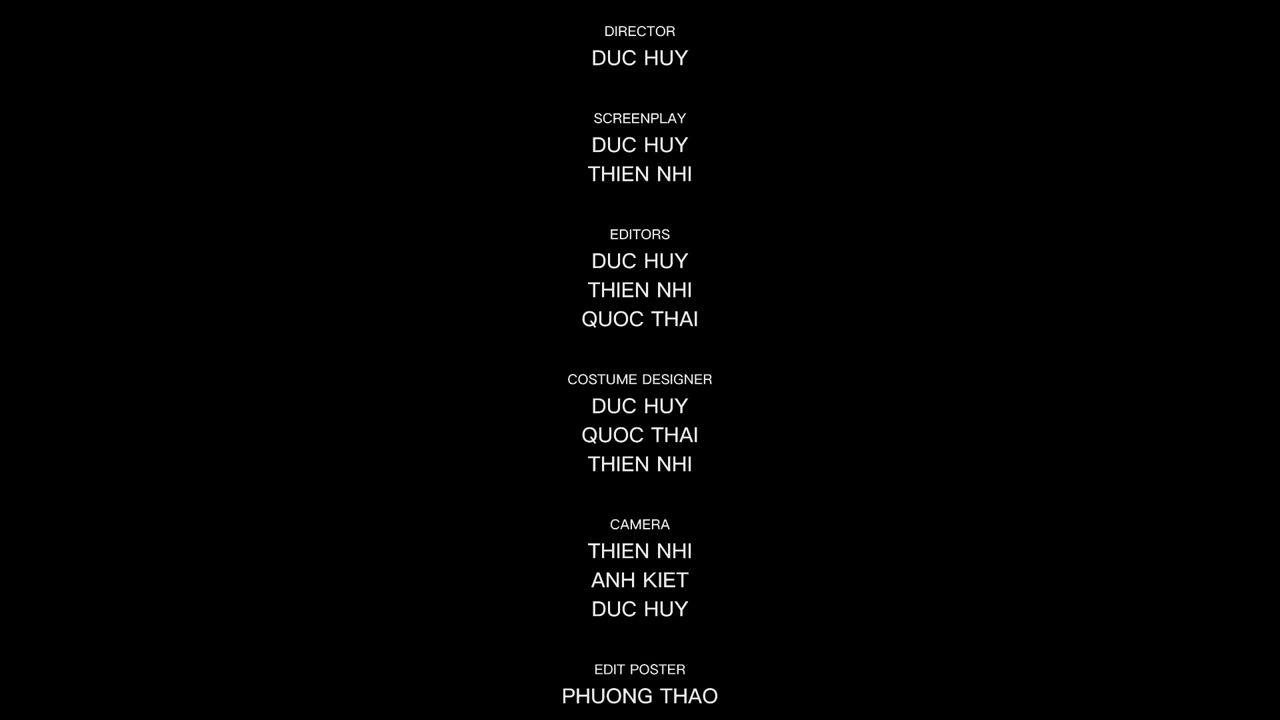 DIRECTOR
DUC HUY
SCREENPLAY
DUC HUY
THIEN NHI
EDITORS
DUC HUY
THIEN NHI
QUOC THAI
COSTUME DESIGNER
DUC HUY
QUOC THAI
THIEN NHI
CAMERA
THIEN NHI
ANH KIET
DUC HUY
EDIT POSTER
PHUONG THAO